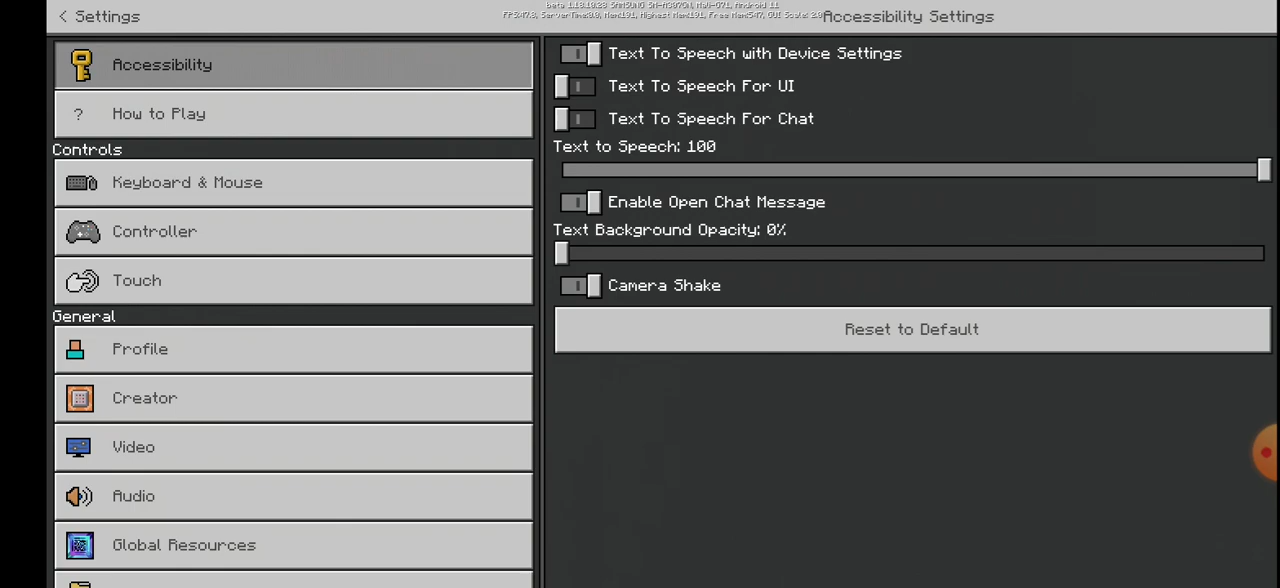 Settings
Accessibility Settings
Accessibility
? How to Play
Controls
Keyboard & Mouse
Controller
Touch
General
Profile
Creator
Video
Audio
Global Resources
Text To Speech with Device Settings
Text To Speech For UI
Text To Speech For Chat
Text to Speech: 100
Enable Open Chat Message
Text Background Opacity: 0%
Camera Shake
Reset to Default